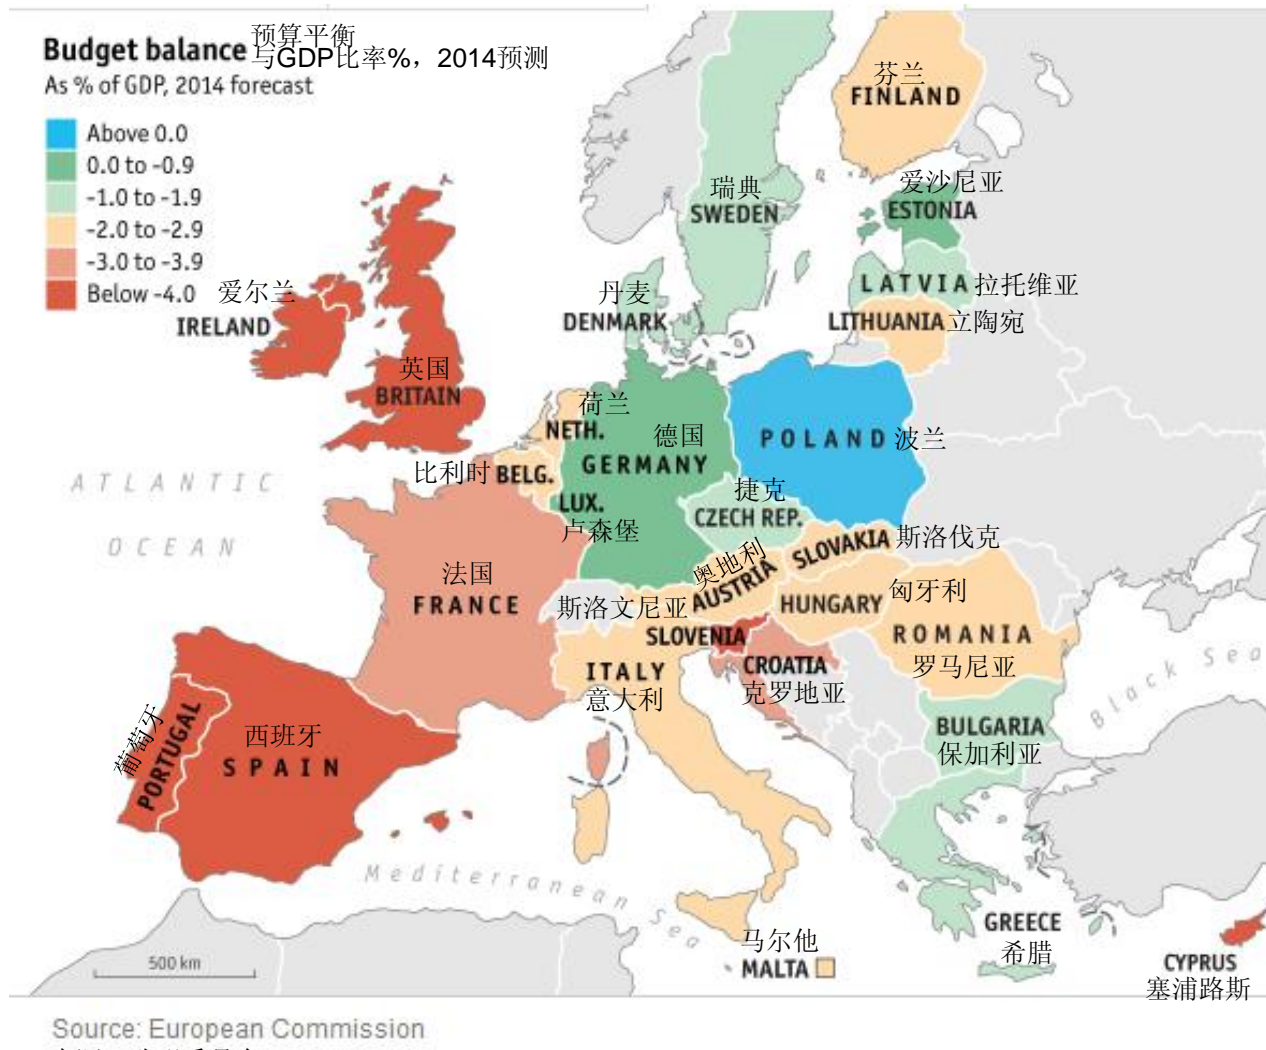 Budget balance 预算平衡
与GDP比率%，2014预测
As % of GDP, 2014 forecast
Above 0.0
0.0 to -0.9
-1.0 to -1.9
-2.0 to -2.9
-3.0 to -3.9
Below -4.0
芬兰
FINLAND
瑞典
SWEDEN
爱沙尼亚
ESTONIA
LATVIA 拉托维亚
LITHUANIA 立陶宛
丹麦
DENMARK
爱尔兰
IRELAND
英国
BRITAIN
荷兰
NETH.
德国
GERMANY
POLAND 波兰
比利时 BELG.
LUX.
卢森堡
捷克
CZECH REP.
SLOVAKIA 斯洛伐克
奥地利
AUSTRIA
ATLANTIC
OCEAN
法国
FRANCE
斯洛文尼亚
SLOVENIA
HUNGARY 匈牙利
ROMANIA
罗马尼亚
ITALY
意大利
CROATIA
克罗地亚
BULGARIA
保加利亚
Black Sea
葡萄牙
PORTUGAL
西班牙
SPAIN
Mediterranean Sea
马尔他
MALTA
GREECE
希腊
CYPRUS
塞浦路斯
500 km
Source: European Commission